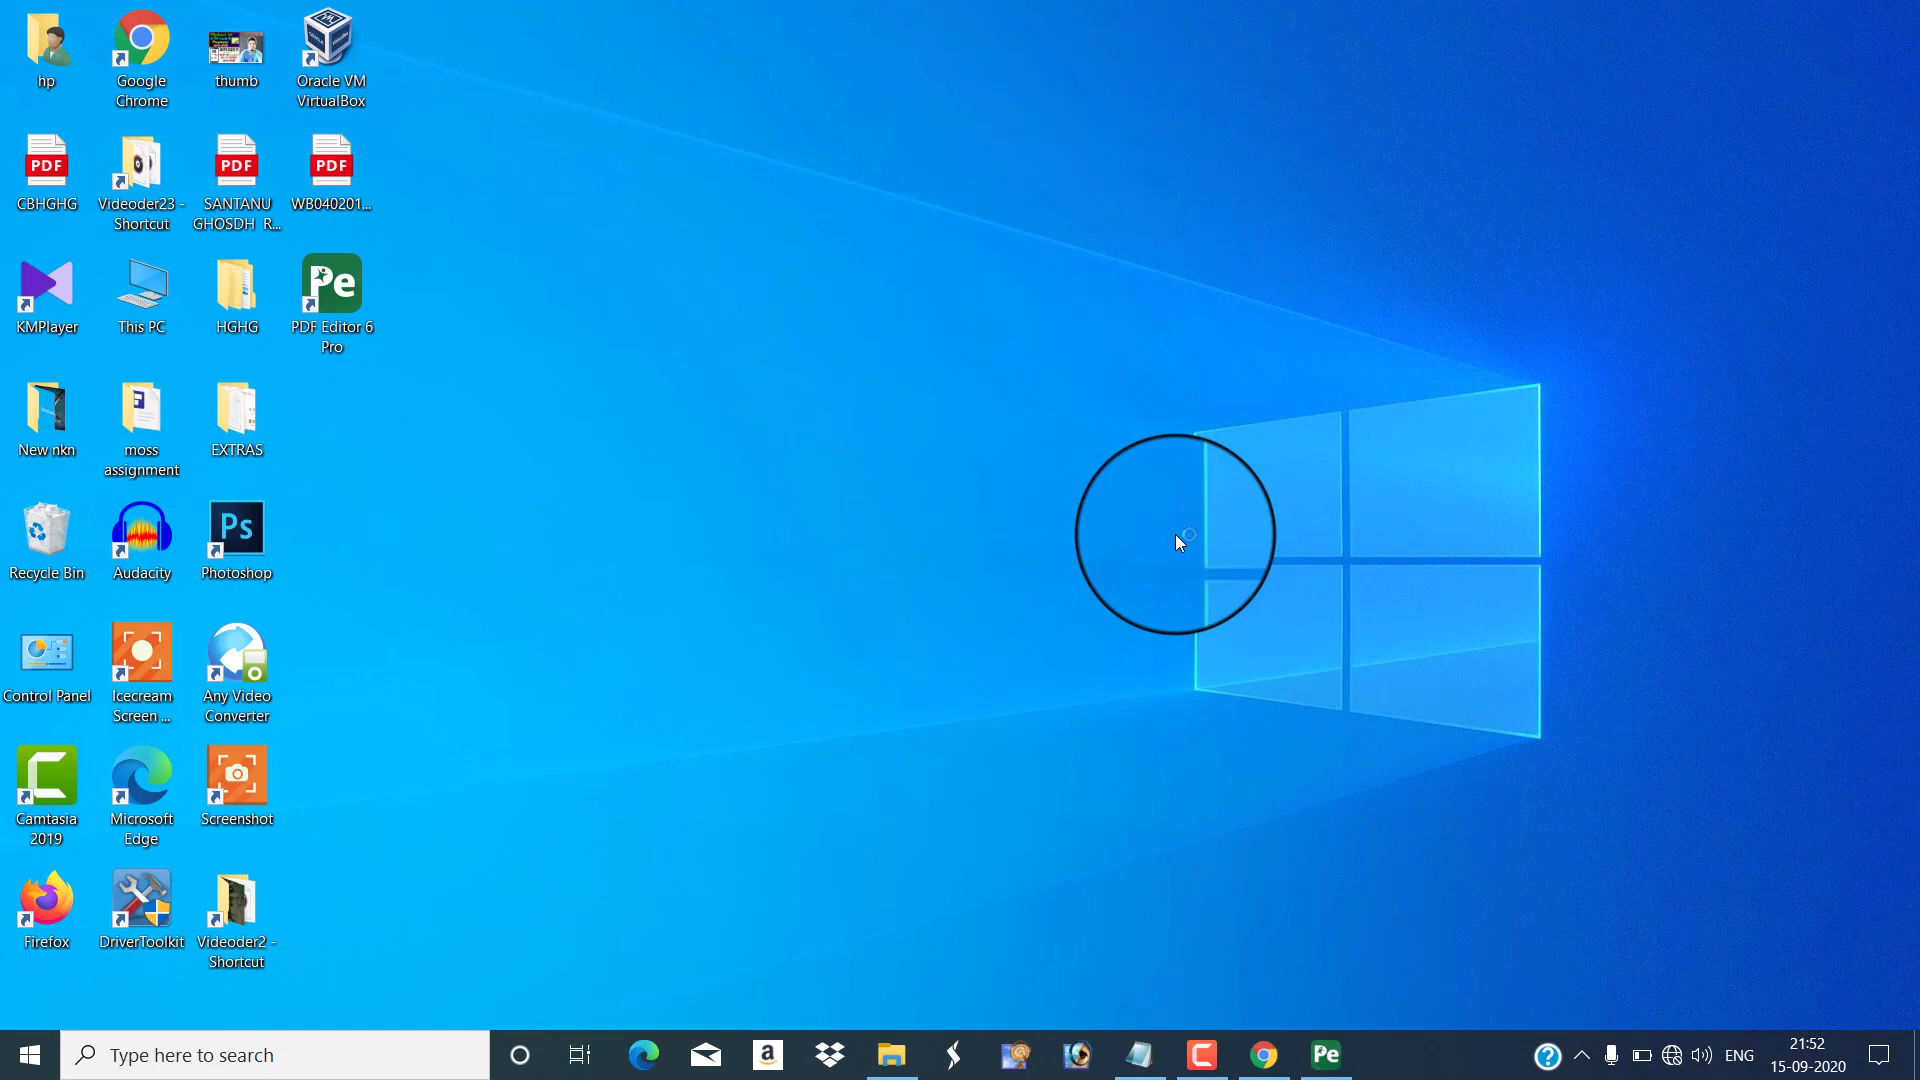 hp
Google
Chrome
thumb
Oracle VM
VirtualBox
PDF
CBHGHG
Videoder23 -
Shortcut
PDF
SANTANU
GHOSDH R...
PDF
WB040201...
KMPlayer
This PC
HGHG
Pe
PDF Editor 6
Pro
New nkn
moss
assignment
EXTRAS
Recycle Bin
Audacity
Ps
Photoshop
Control Panel
Icecream
Screen ...
Any Video
Converter
Camtasia
2019
Microsoft
Edge
Screenshot
Firefox
DriverToolkit
Videoder2 -
Shortcut
Type here to search
a
Pe
ENG
21:52
15-09-2020